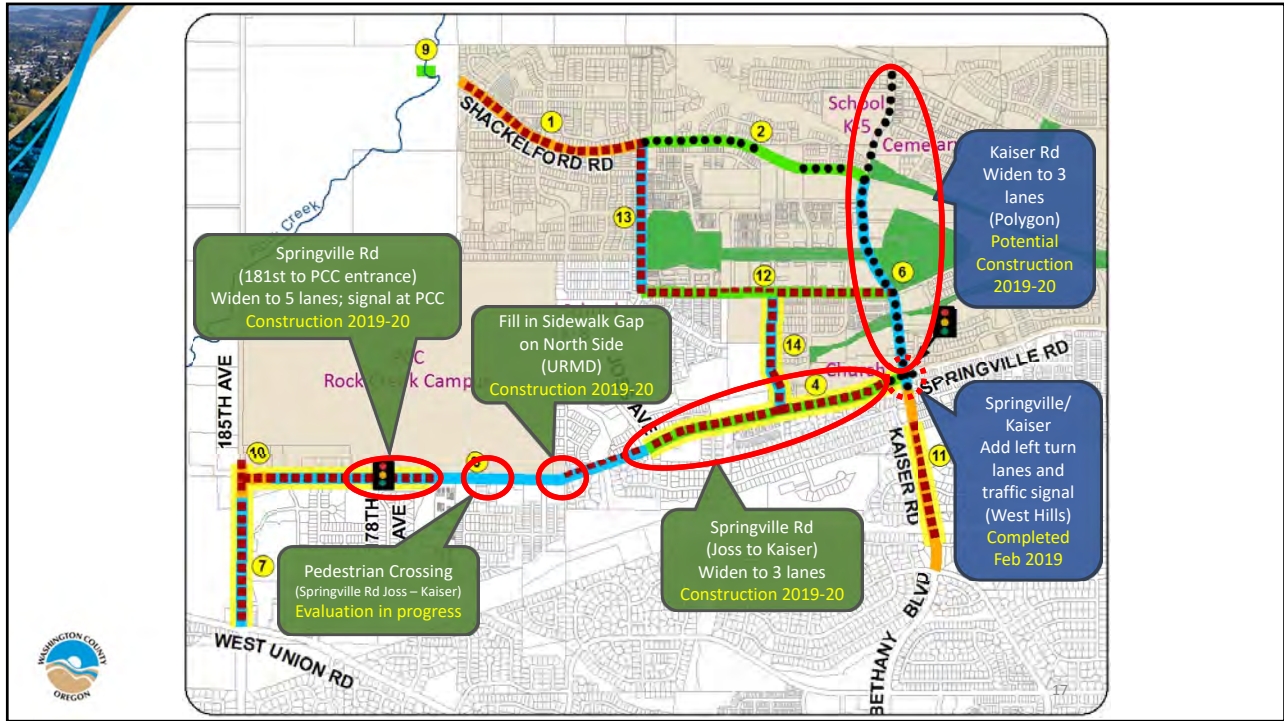 9
1
2
SHACKELFORD RD
School
K-5
Cemetary
Kaiser Rd
Widen to 3
lanes
(Polygon)
Potential
Construction
2019-20
Creek
13
12
6
Springville Rd
(181st to PCC entrance)
Widen to 5 lanes; signal at PCC
Construction 2019-20
Fill in Sidewalk Gap
on North Side
(URMD)
Construction 2019-20
14
4
Church
SPRINGVILLE RD
Rock Creek Campus
AVE
185TH AVE
10
178TH
AVE
KAISER RD
11
Springville/
Kaiser
Add left turn
lanes and
traffic signal
(West Hills)
Completed
Feb 2019
7
Pedestrian Crossing
(Springville Rd Joss – Kaiser)
Evaluation in progress
Springville Rd
(Joss to Kaiser)
Widen to 3 lanes
Construction 2019-20
WEST UNION RD
BETHANY BLVD
WASHINGTON COUNTY
OREGON
17